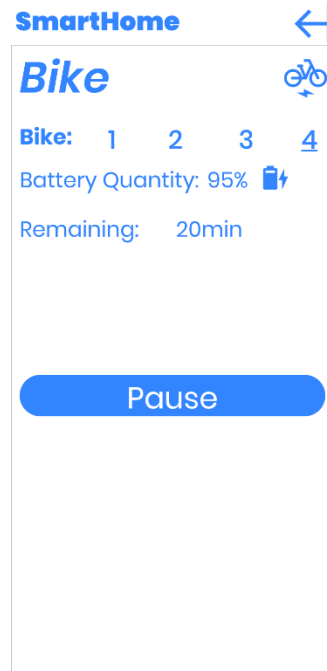 SmartHome
Bike
Bike: 1 2 3 4
Battery Quantity: 95%
Remaining: 20min
Pause